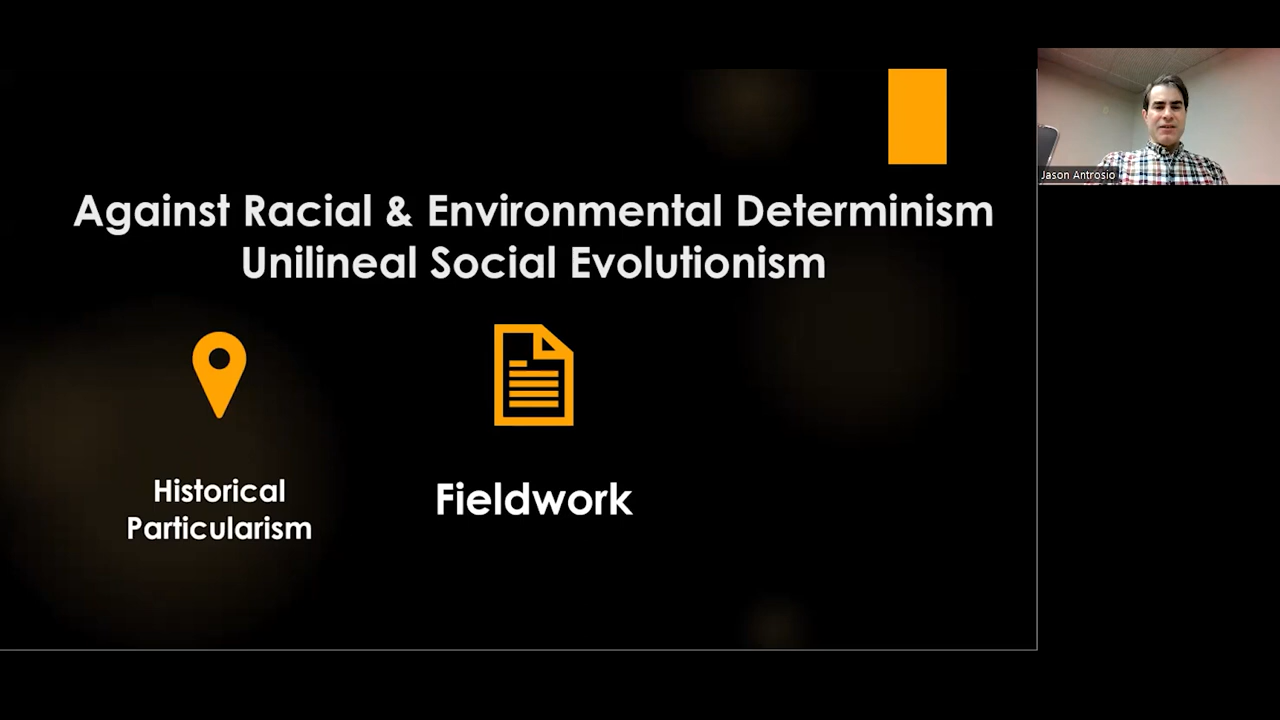 Against Racial & Environmental Determinism
Unilineal Social Evolutionism
Historical
Particularism
Fieldwork
Jason Antrosio